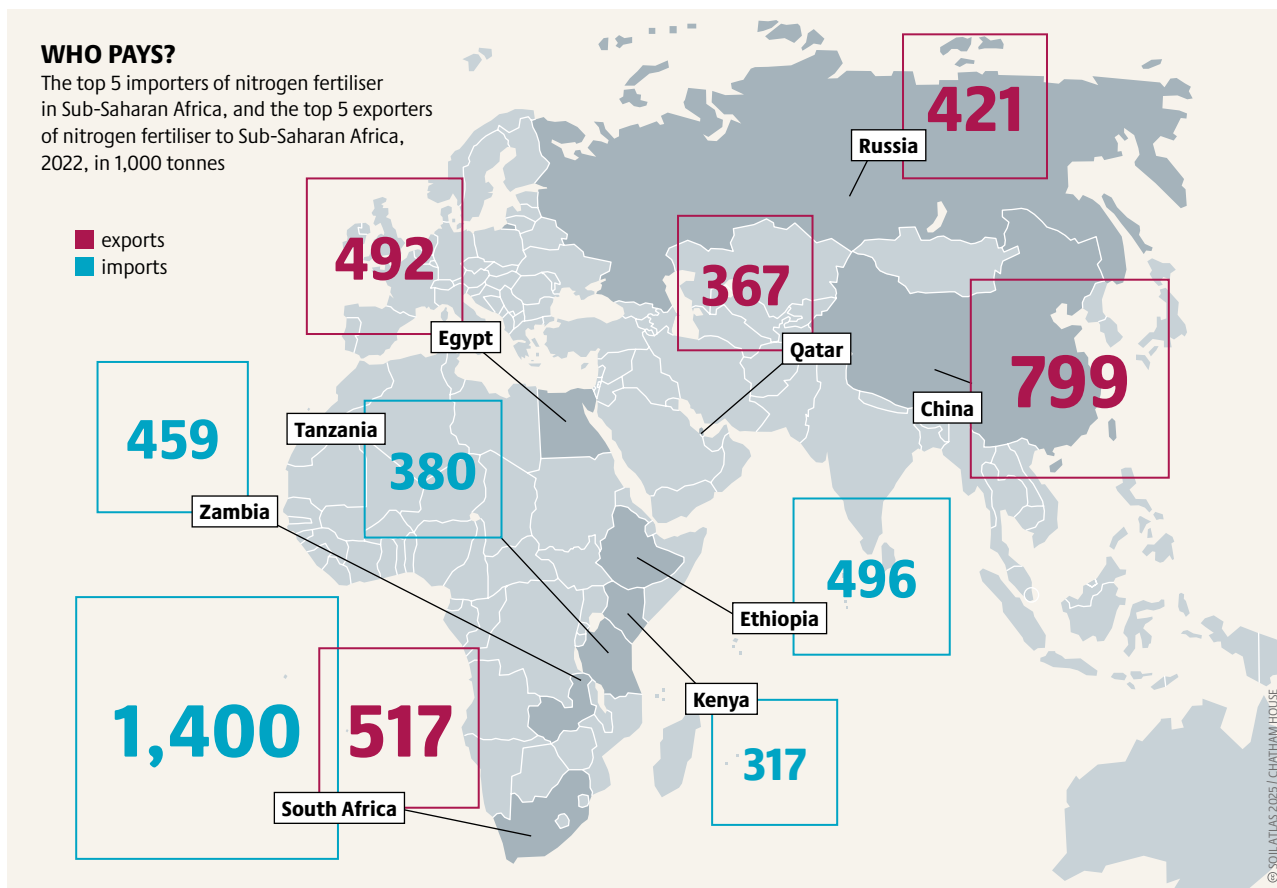 WHO PAYS?
The top 5 importers of nitrogen fertiliser
in Sub-Saharan Africa, and the top 5 exporters
of nitrogen fertiliser to Sub-Saharan Africa,
2022, in 1,000 tonnes
exports
imports
421
Russia
492
Egypt
367
Qatar
799
China
459
Zambia
Tanzania
380
496
Ethiopia
Kenya
317
1,400
517
South Africa
© SOIL ATLAS 2025 / CHATHAM HOUSE